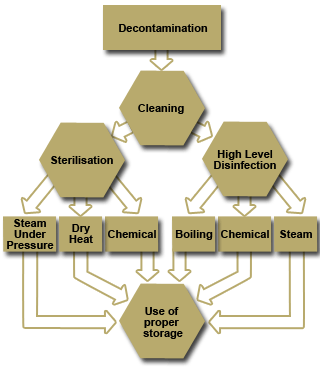 Decontamination
Cleaning
Sterilisation
High Level
Disinfection
Steam
Under
Pressure
Dry
Heat
Chemical
Boiling
Chemical
Steam
Use of
proper
storage